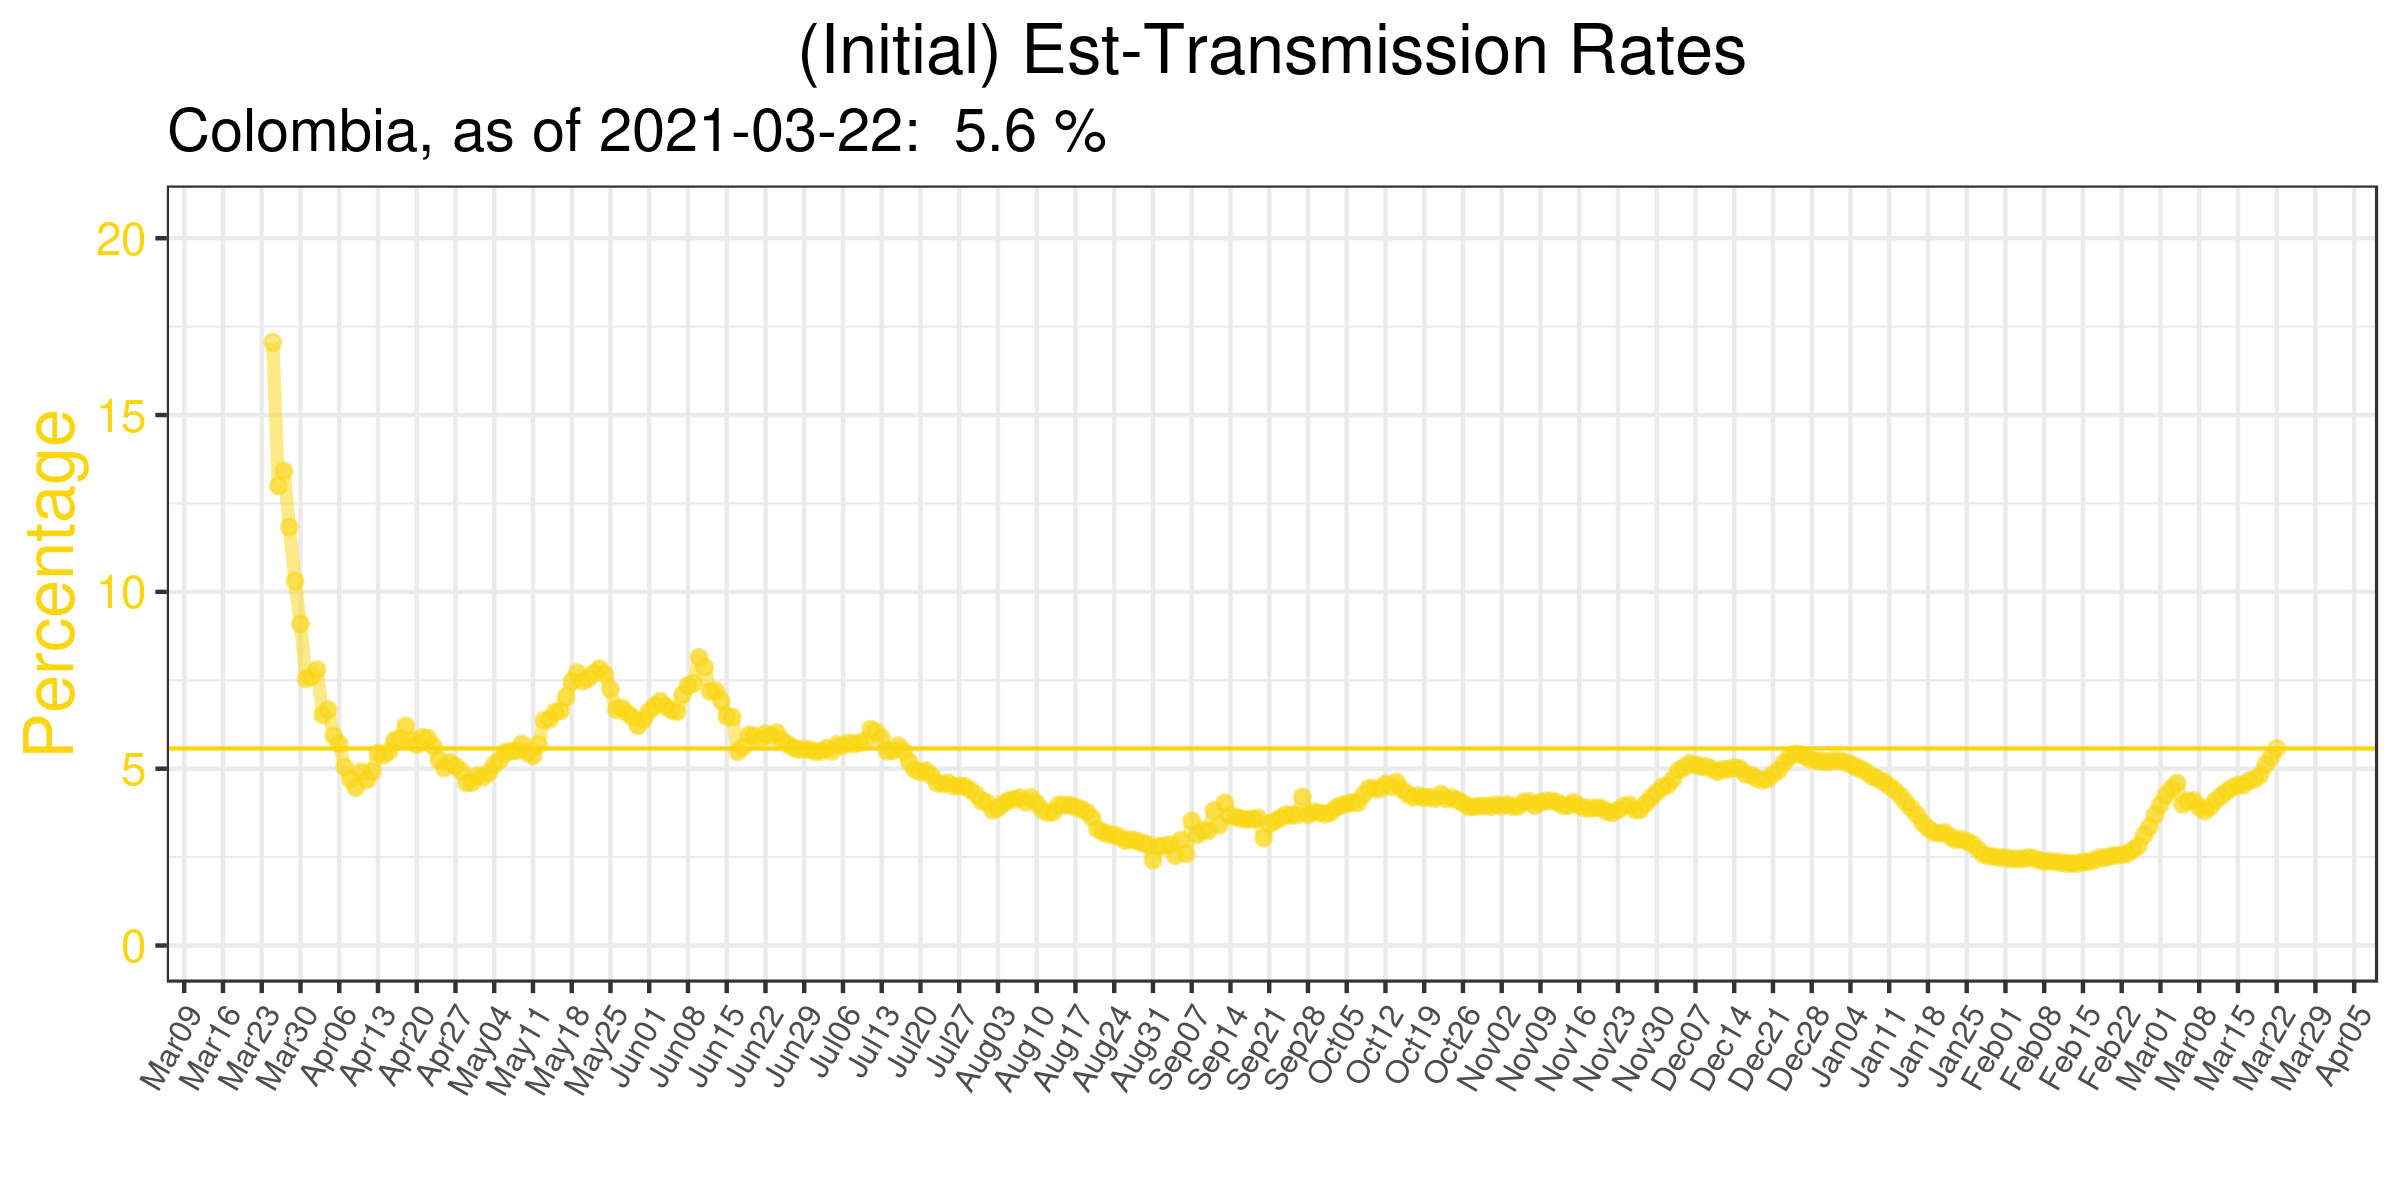 (Initial) Est-Transmission Rates
Colombia, as of 2021-03-22:  5.6 %
Percentage
20
15
10
5
0
Mar09
Mar16
Mar23
Mar30
Apr06
Apr13
Apr20
Apr27
May04
May11
May18
May25
Jun01
Jun08
Jun15
Jun22
Jun29
Jul06
Jul13
Jul20
Jul27
Aug03
Aug10
Aug17
Aug24
Aug31
Sep07
Sep14
Sep21
Sep28
Oct05
Oct12
Oct19
Oct26
Nov02
Nov09
Nov16
Nov23
Nov30
Dec07
Dec14
Dec21
Dec28
Jan04
Jan11
Jan18
Jan25
Feb01
Feb08
Feb15
Feb22
Mar01
Mar08
Mar15
Mar22
Mar29
Apr05